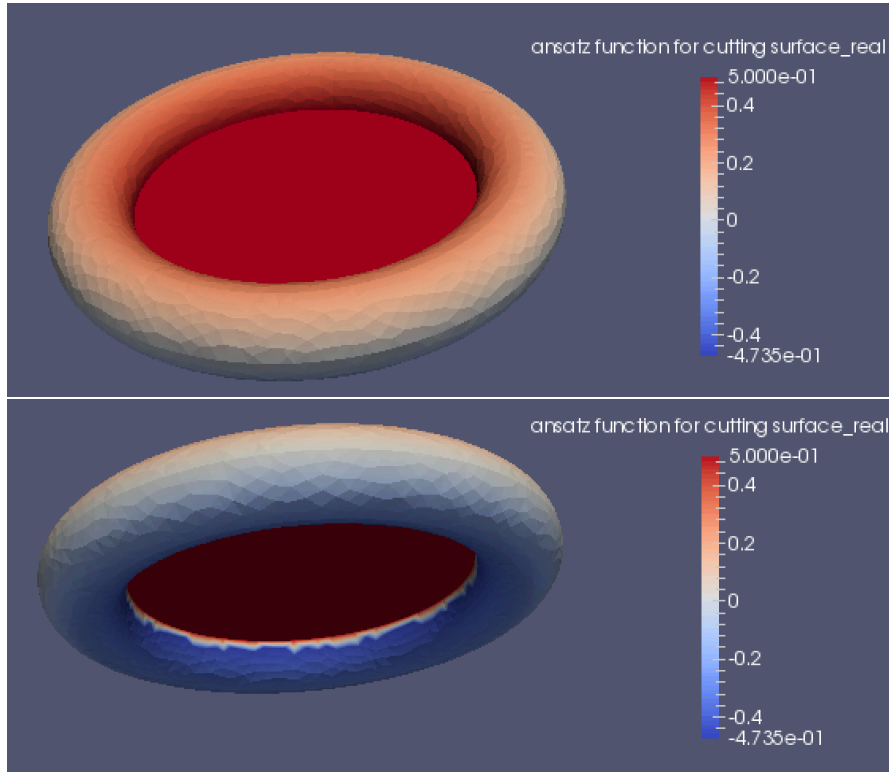 ansatz function for cutting surface_real
5.000e-01
0.4
0.2
0
-0.2
-0.4
-4.735e-01
ansatz function for cutting surface_real
5.000e-01
0.4
0.2
0
-0.2
-0.4
-4.735e-01